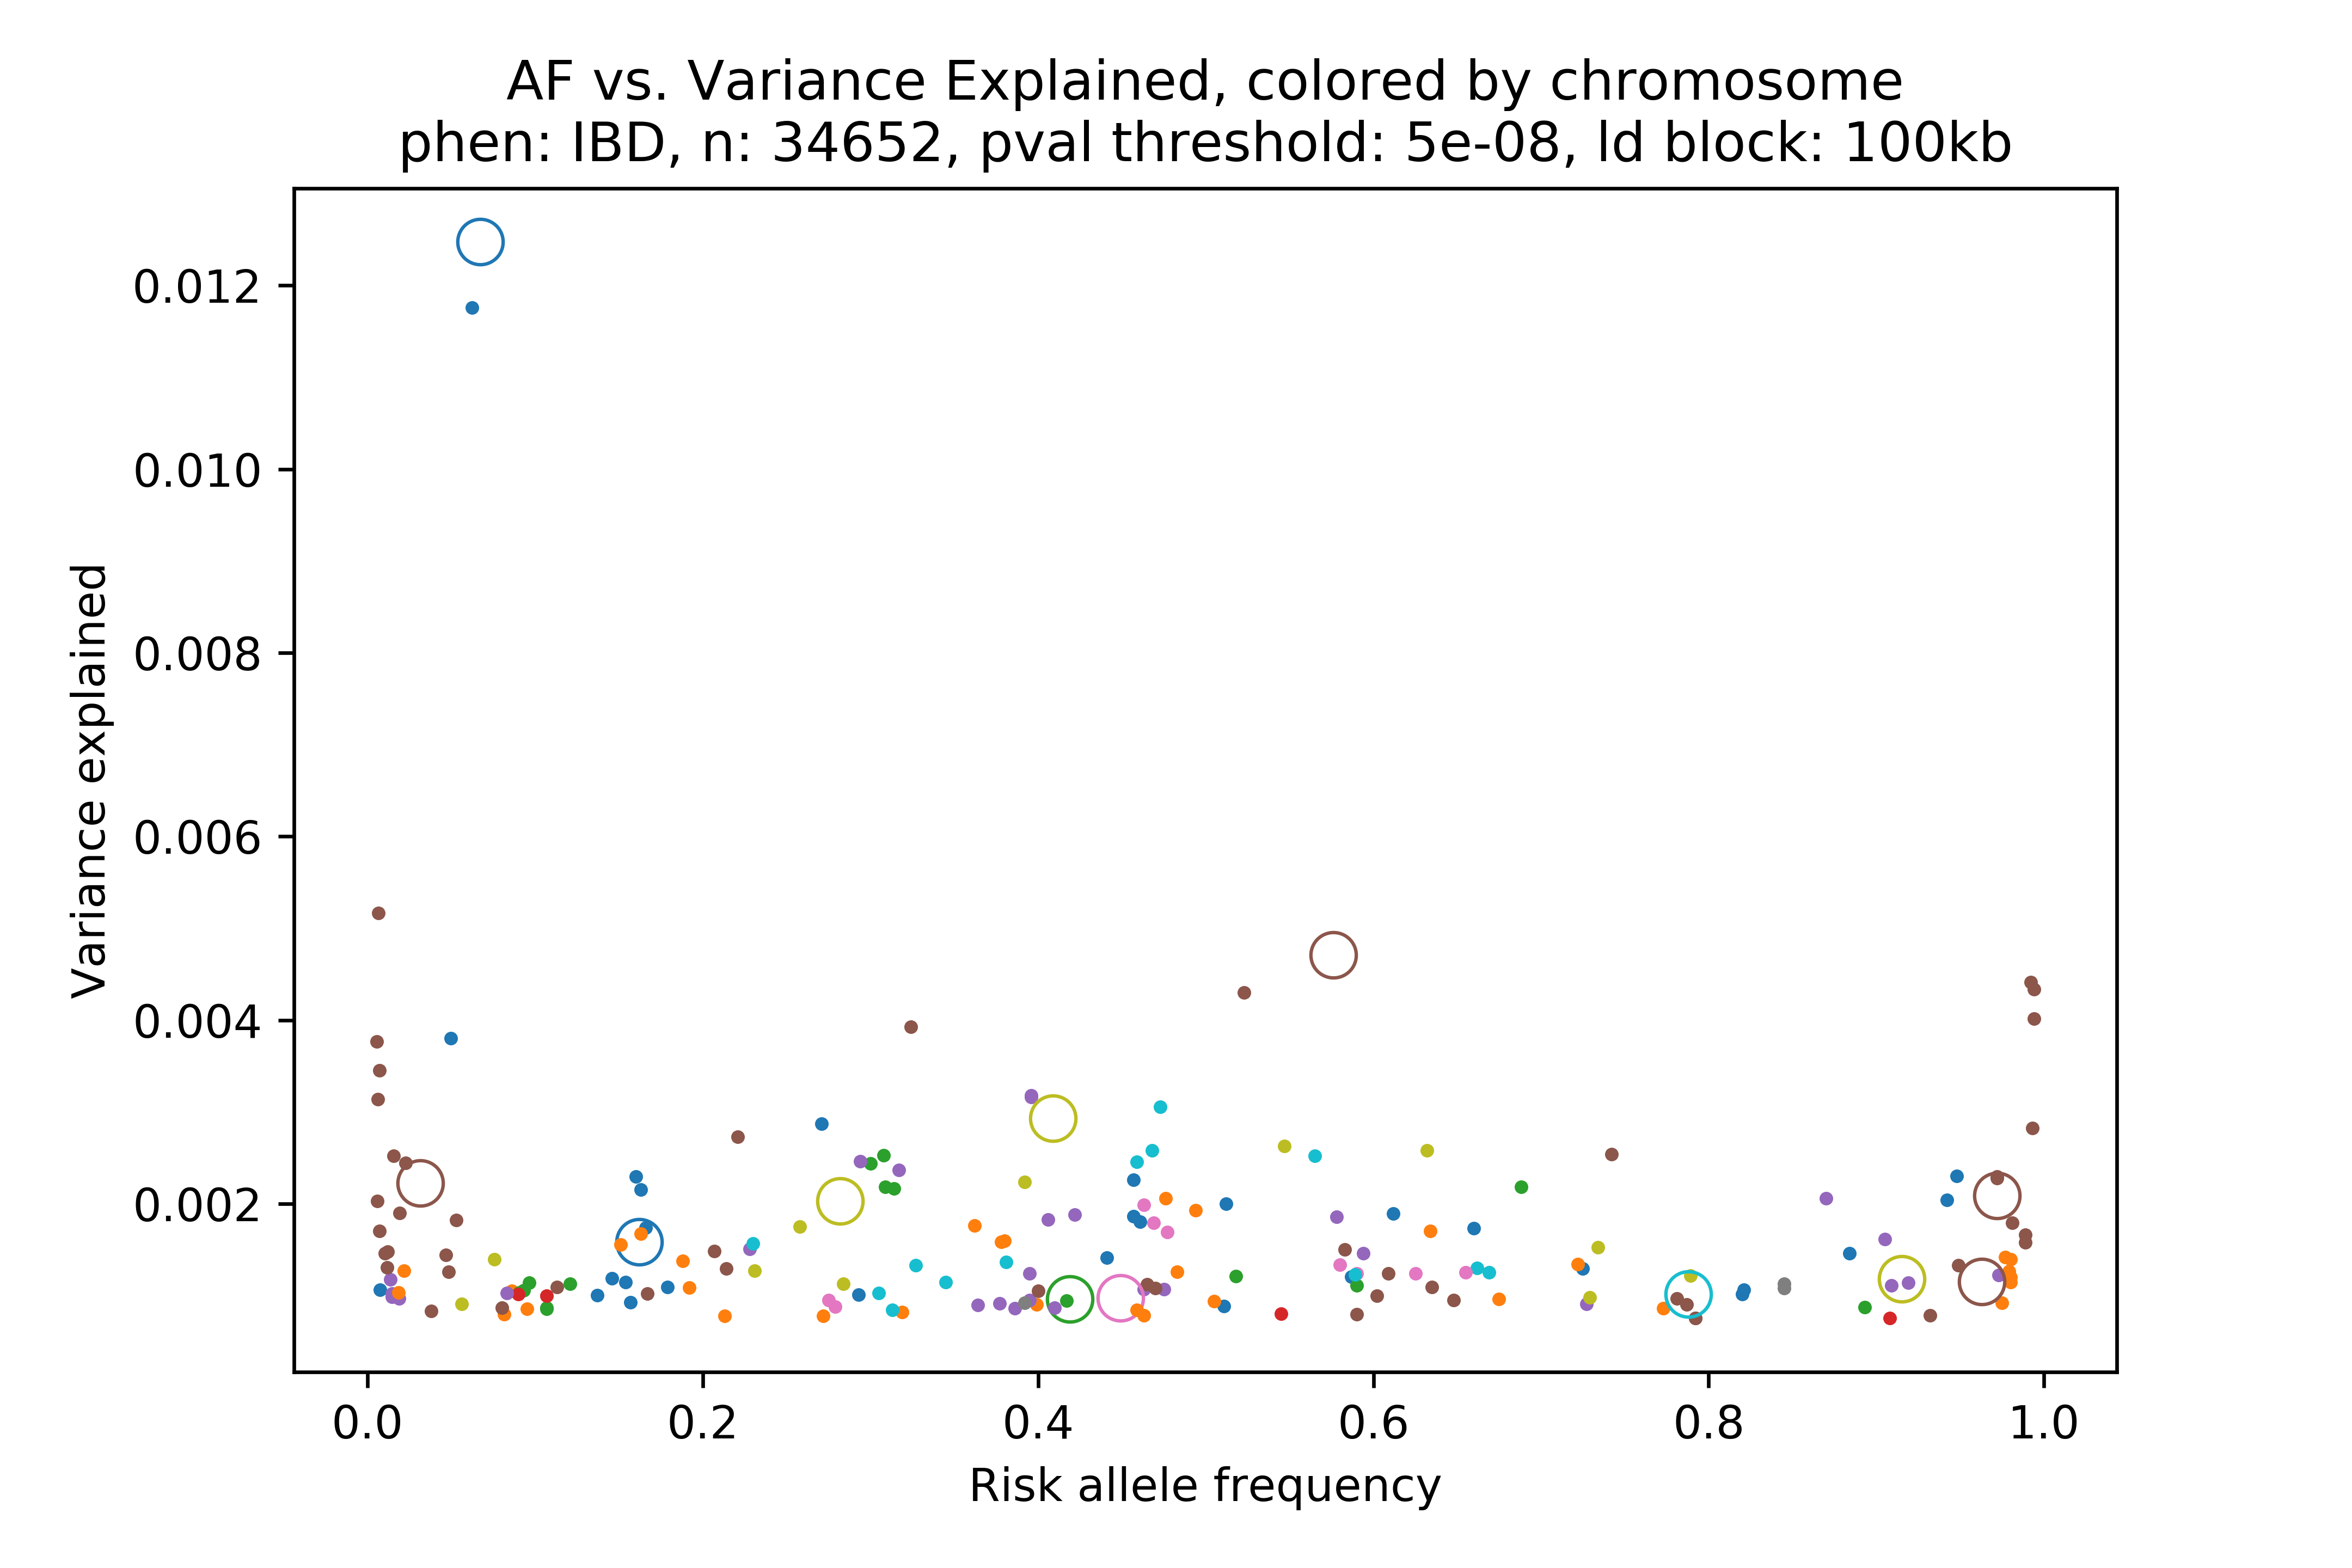 AF vs. Variance Explained, colored by chromosome
phen: IBD, n: 34652, pval threshold: 5e-08, ld block: 100kb
0.012
0.010
0.008
0.006
0.004
0.002
Variance explained
0.0 0.2 0.4 0.6 0.8 1.0
Risk allele frequency